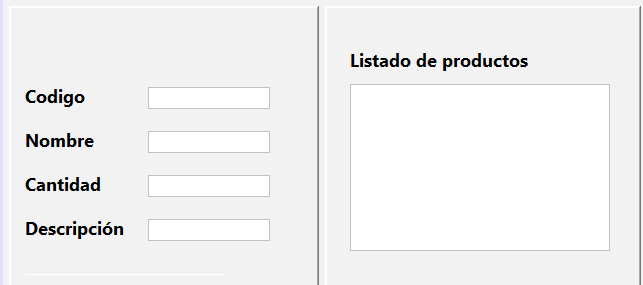 Codigo
Nombre
Cantidad
Descripción
Listado de productos